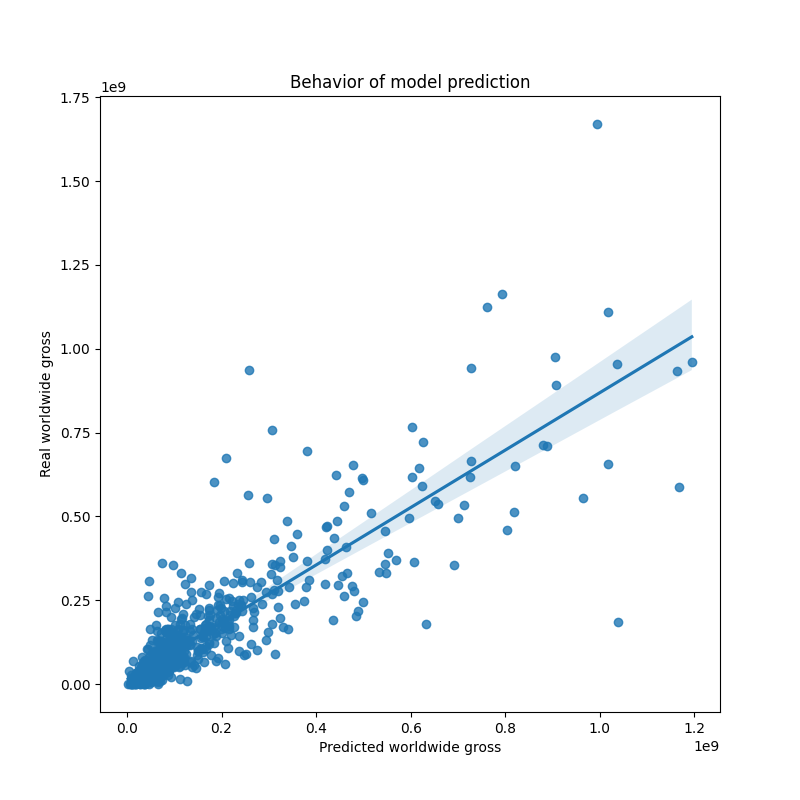 Behavior of model prediction
1e9
1.75
1.50
1.25
1.00
0.75
0.50
0.25
0.00
Real worldwide gross
0.0 0.2 0.4 0.6 0.8 1.0 1.2
Predicted worldwide gross
1e9